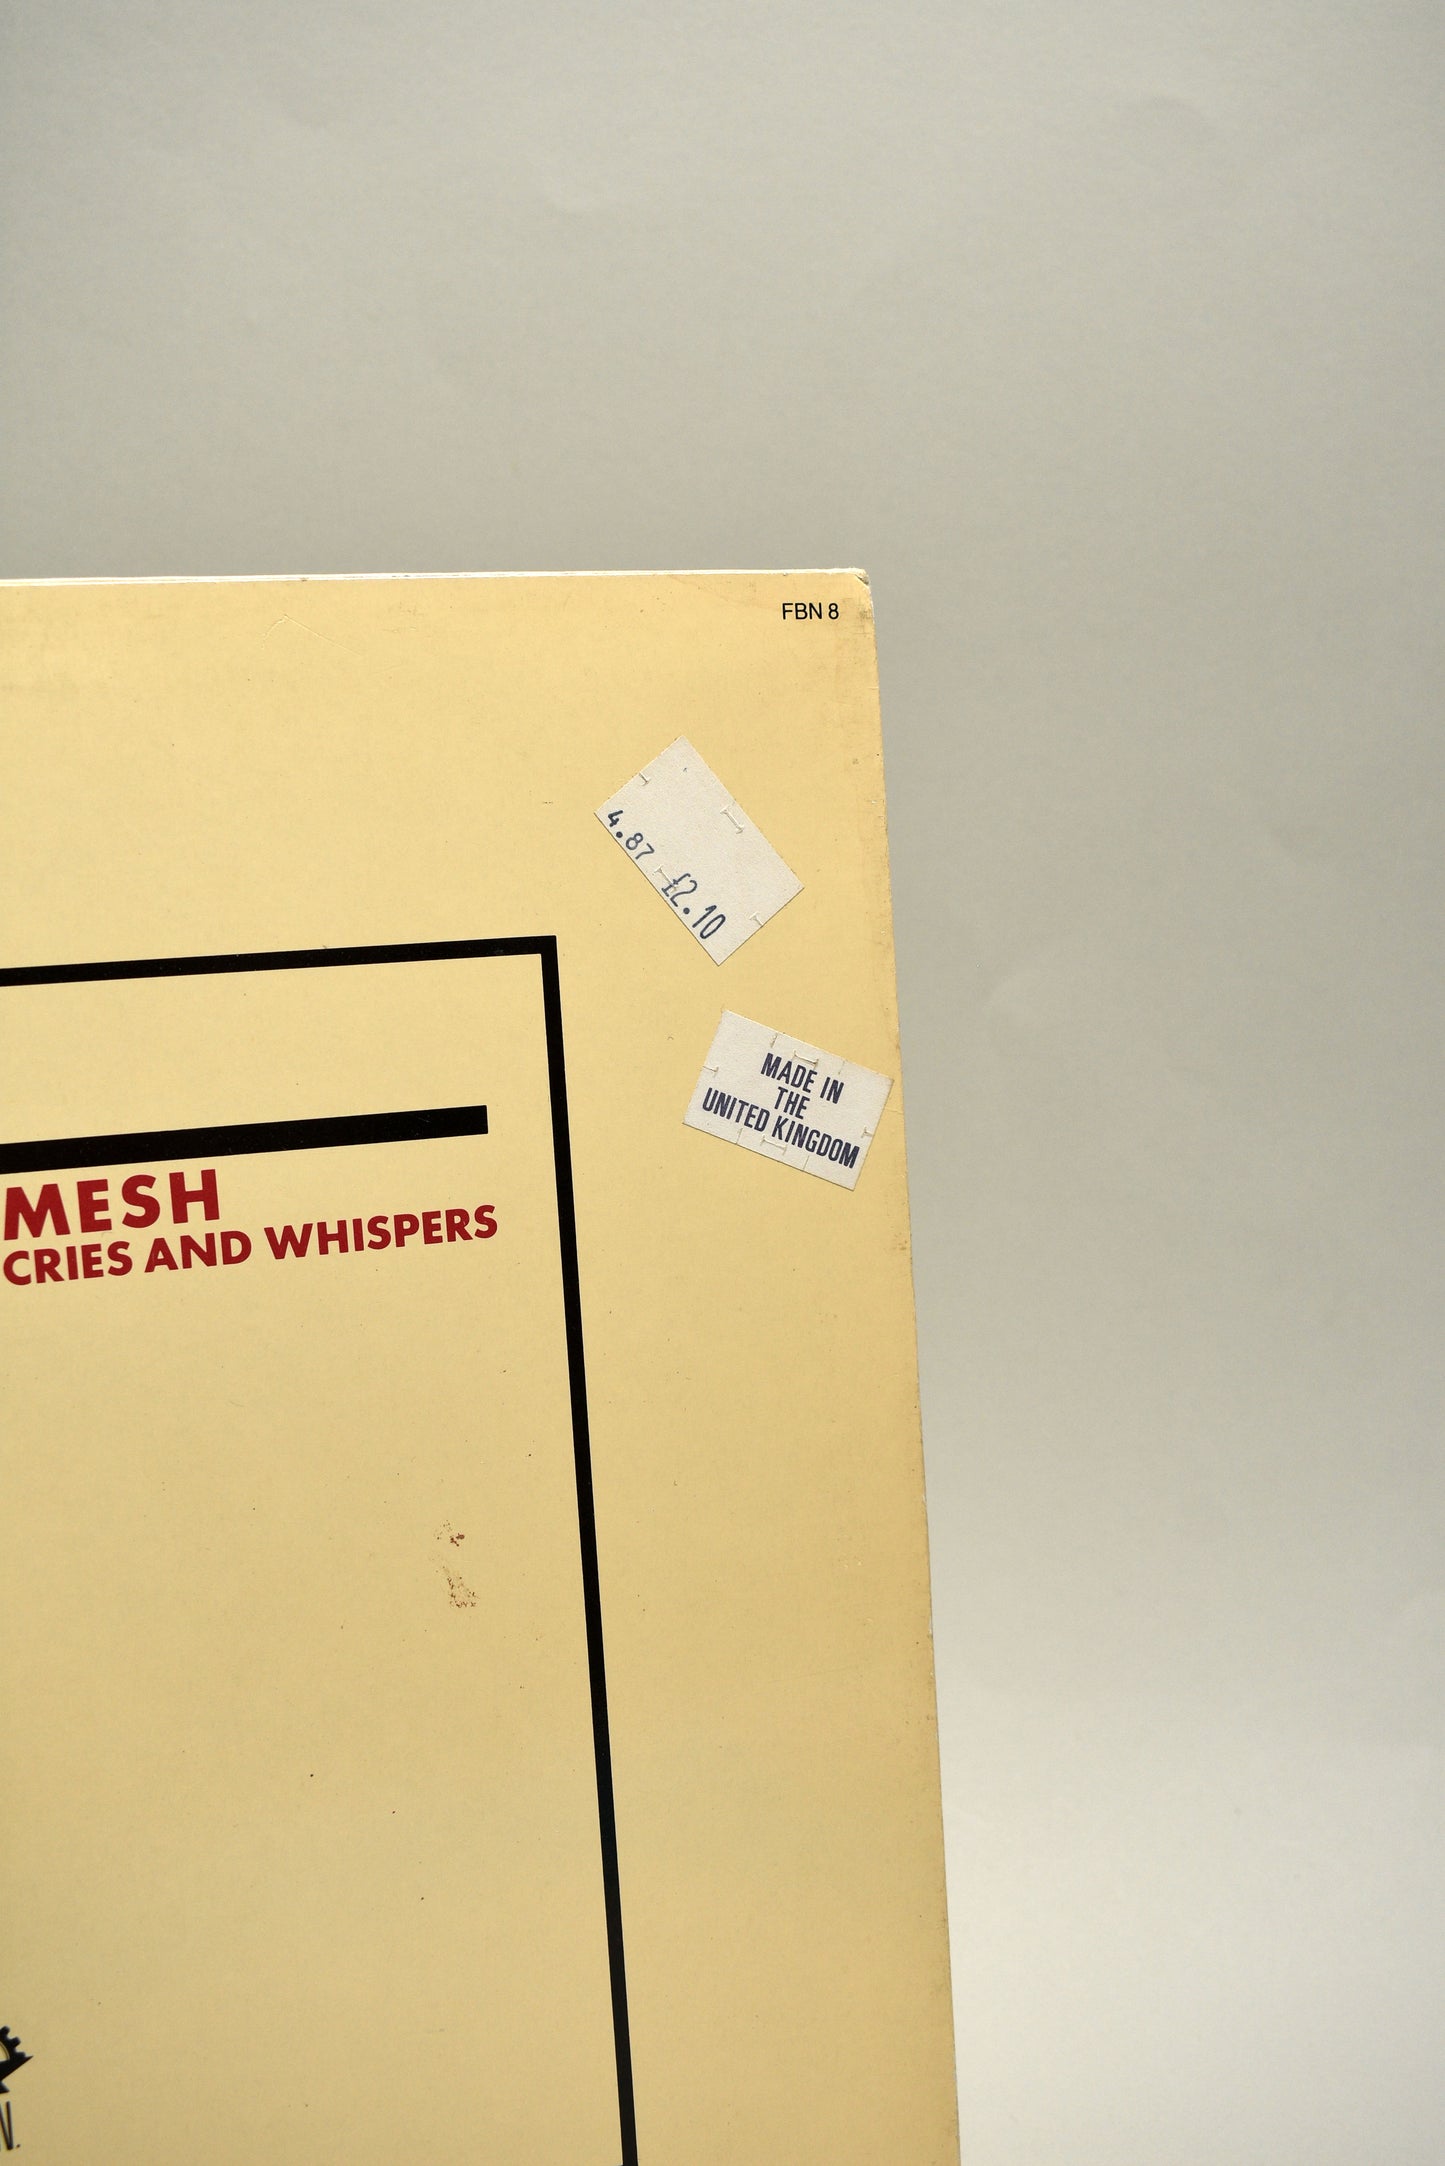 FBN 8
4.87 £2.10
MADE IN
THE
UNITED KINGDOM
MESH
CRIES AND WHISPERS